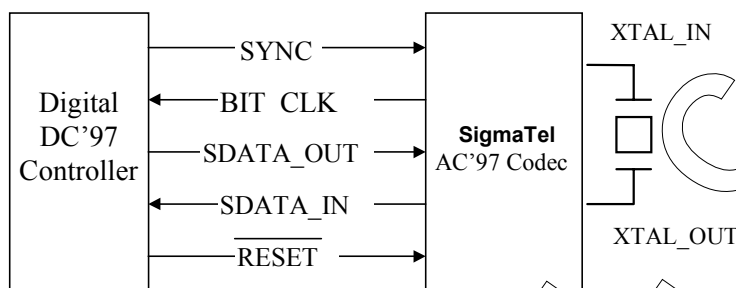 XTAL_IN
SYNC
BIT CLK
Digital
DC’97
Controller
SDATA_OUT
SigmaTel
AC’97 Codec
SDATA_IN
XTAL_OUT
RESET